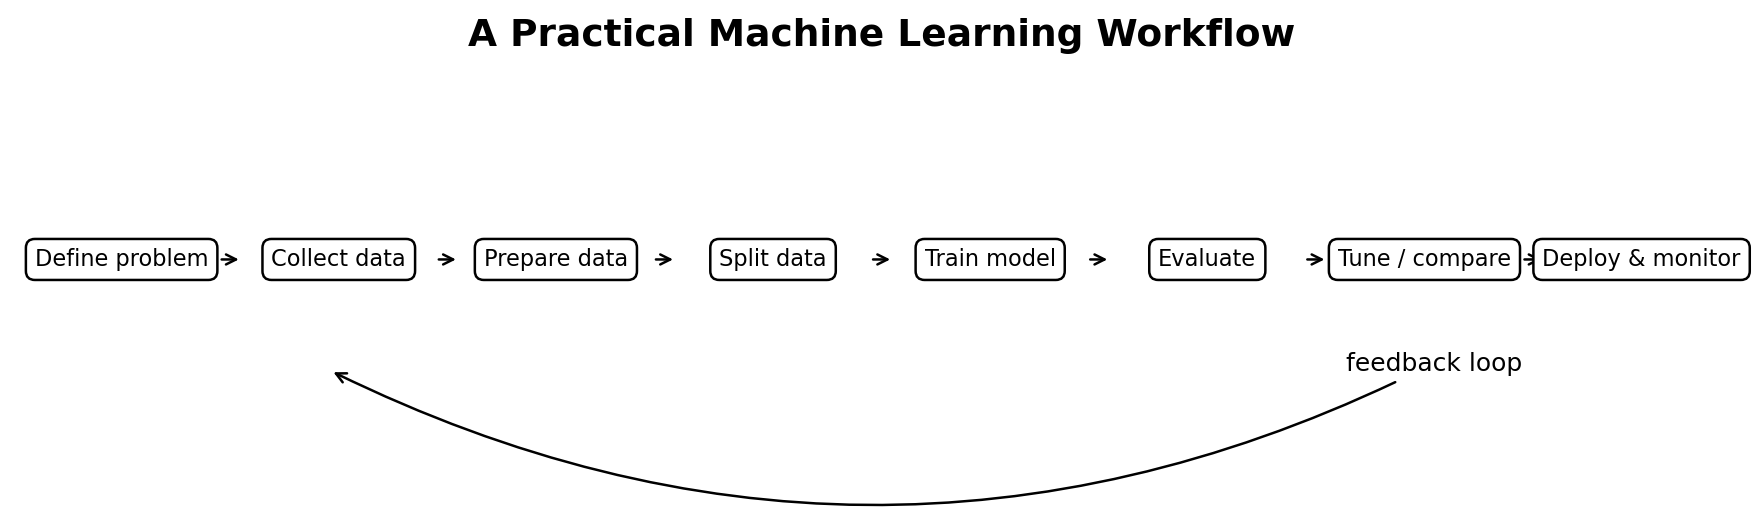 A Practical Machine Learning Workflow
Define problem
Collect data
Prepare data
Split data
Train model
Evaluate
Tune / compare
Deploy & monitor
feedback loop